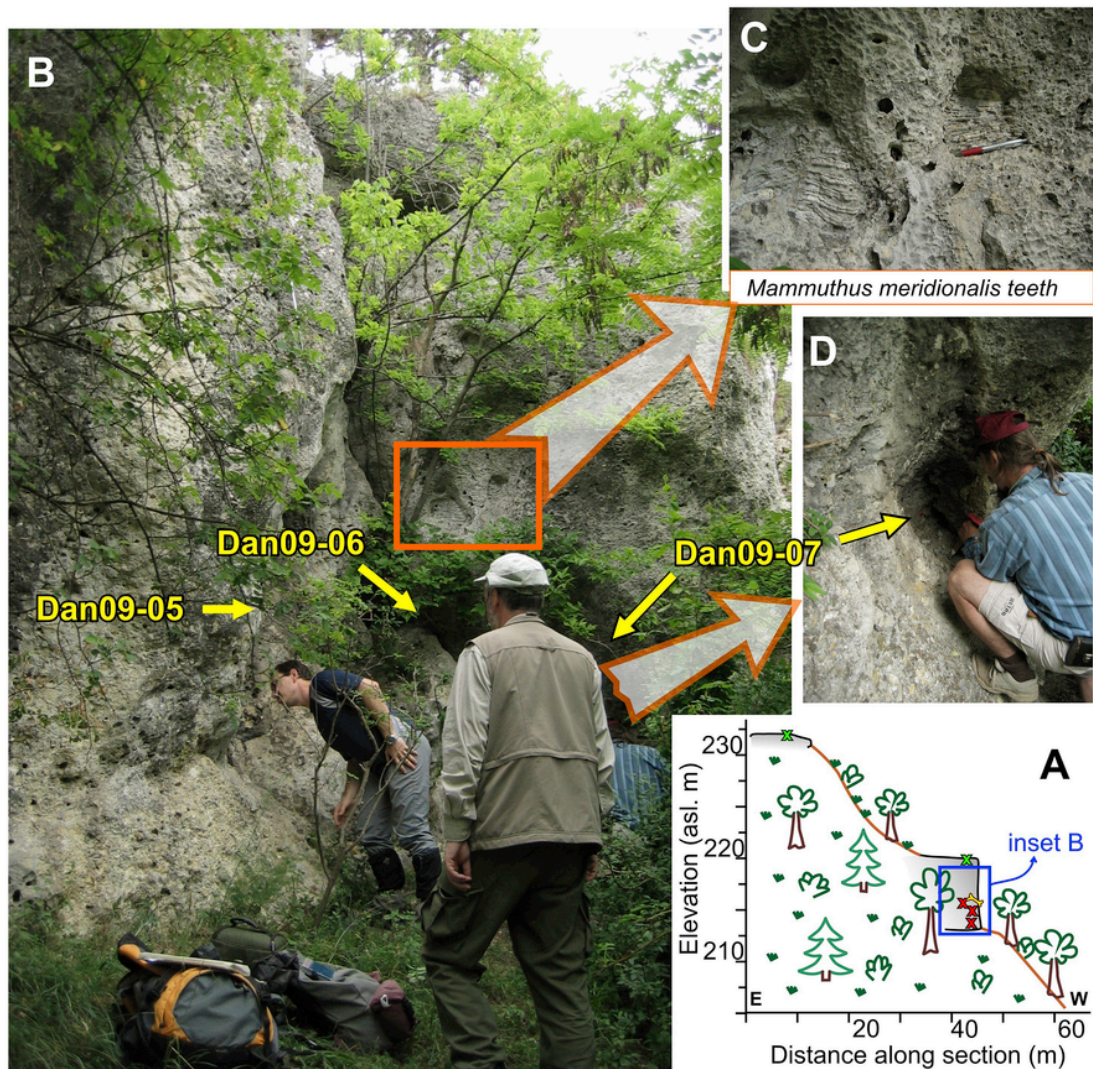 B
C
Mammuthus meridionalis teeth
D
Dan09-06
Dan09-07
Dan09-05
A
230
220
210
Elevation (asl. m)
inset B
E
W
20
40
60
Distance along section (m)
x
x
x
x
x